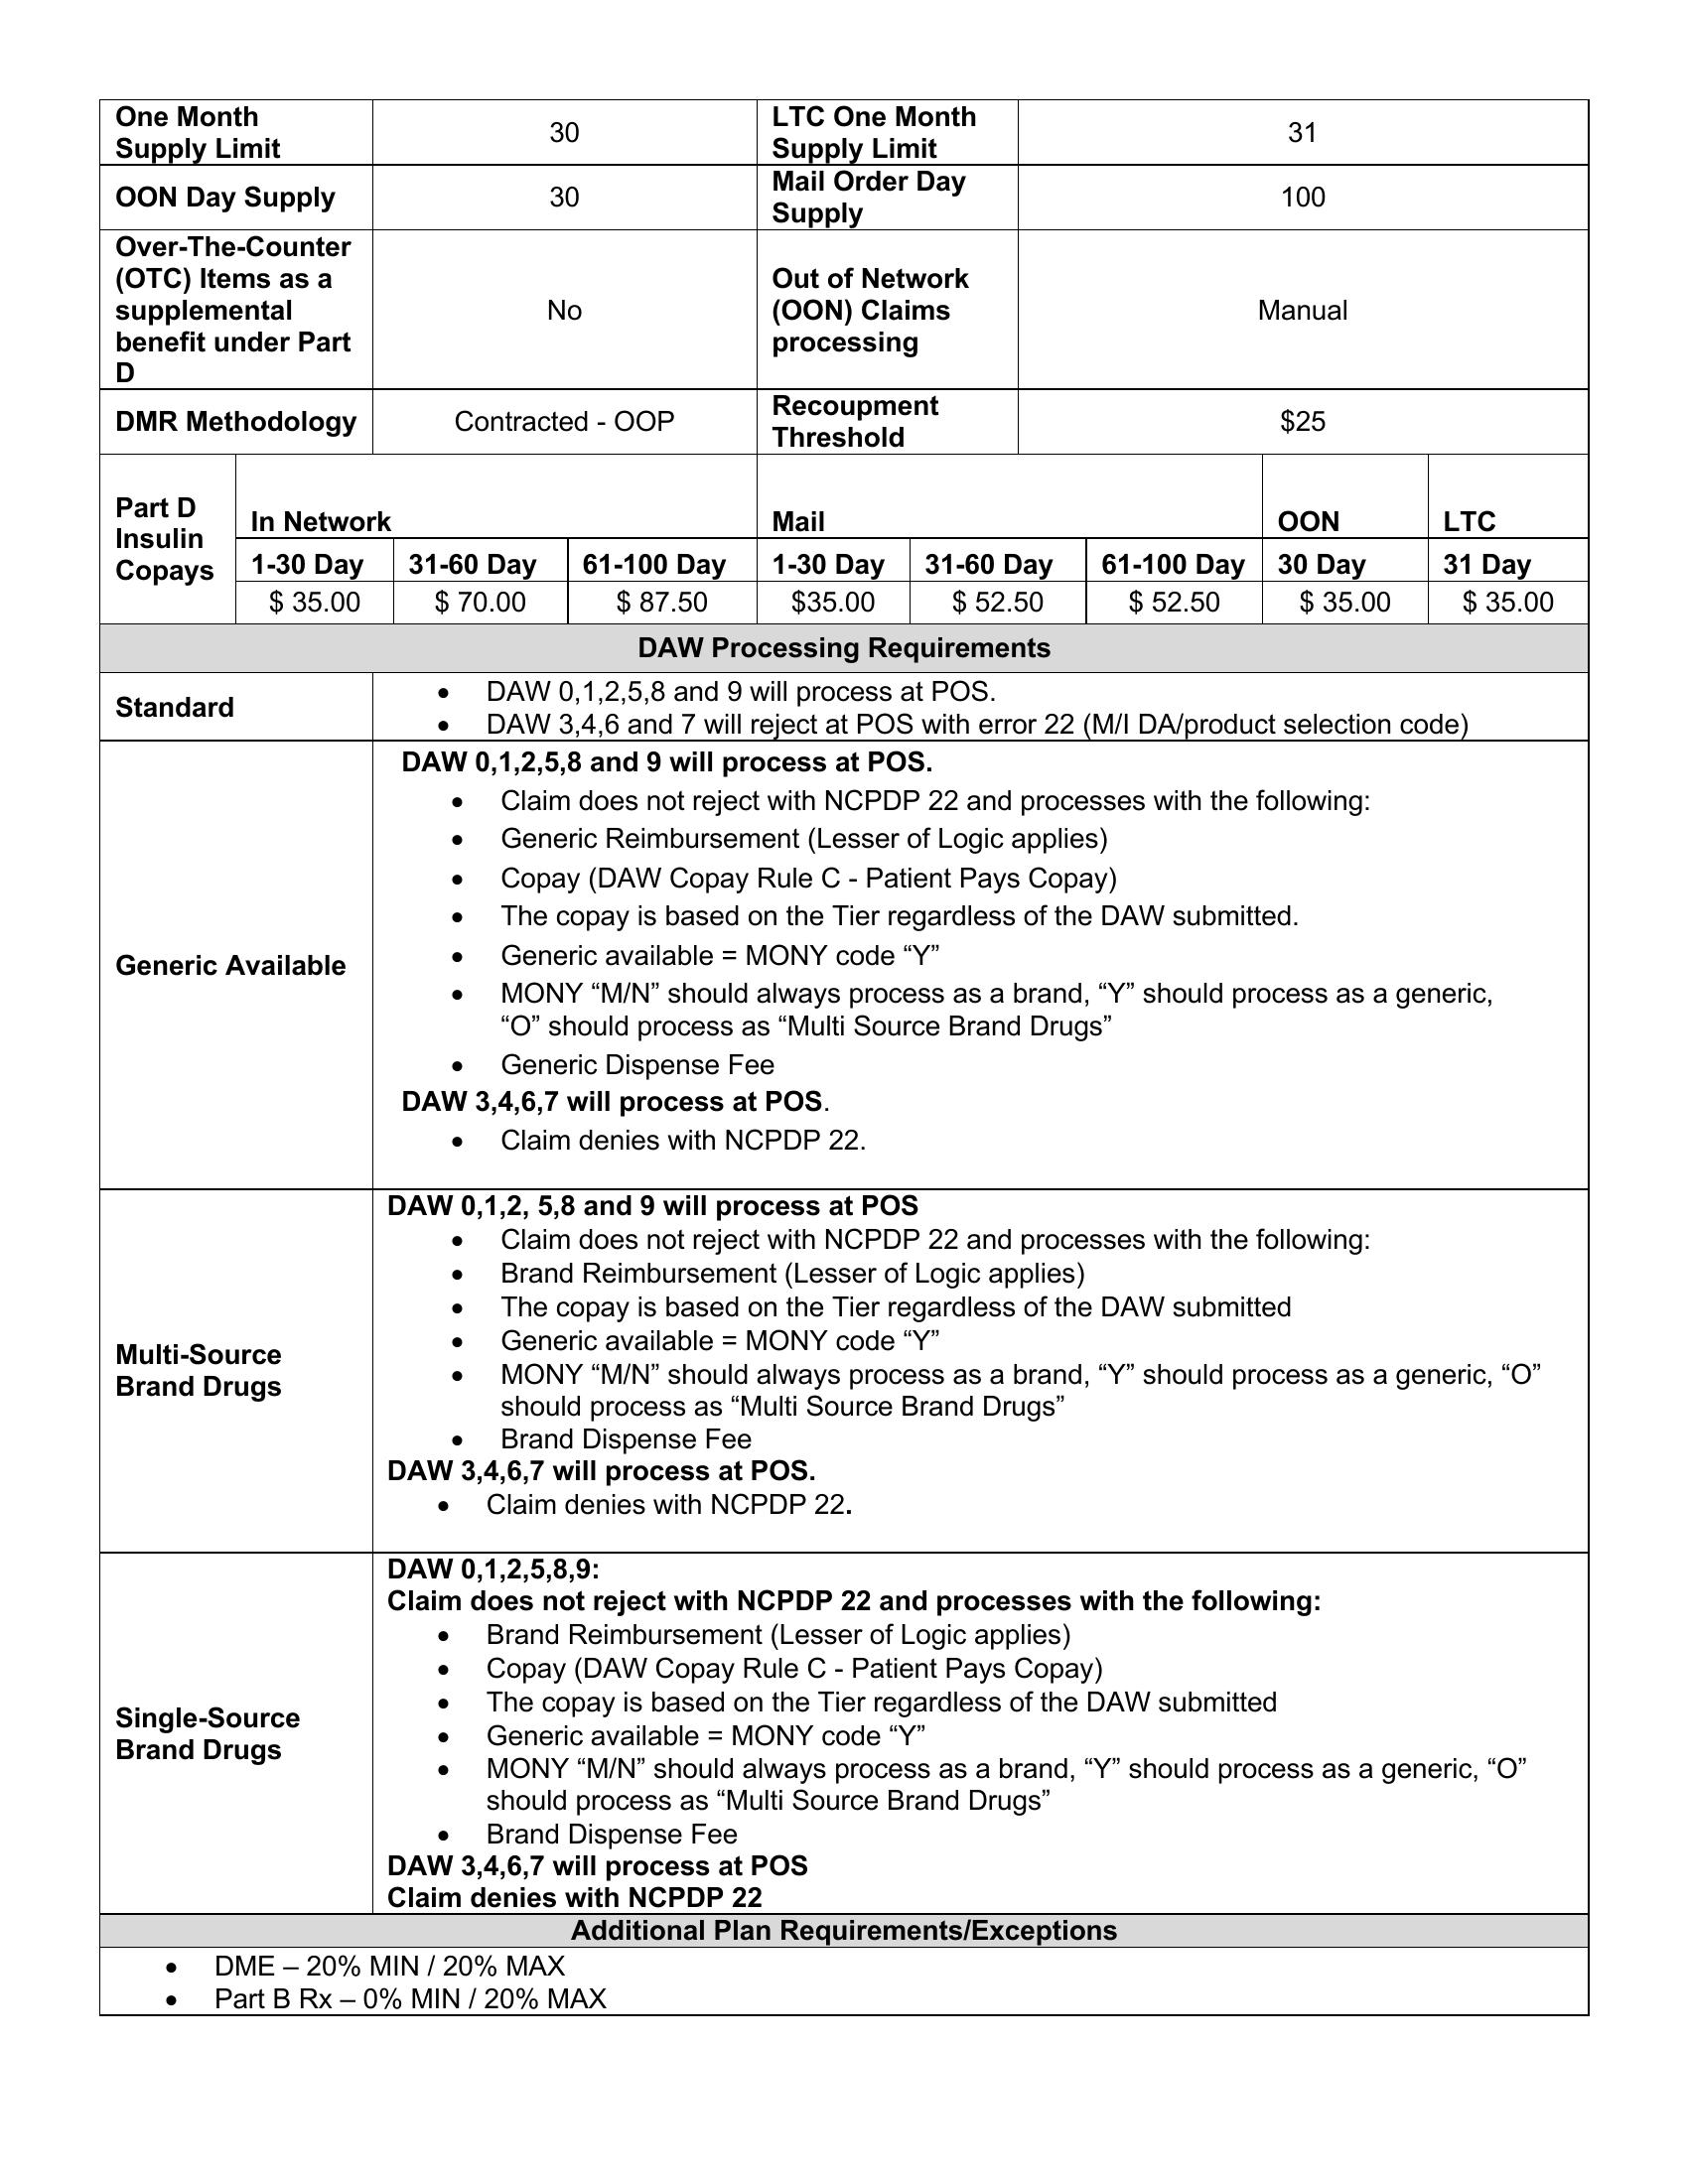 One Month
Supply Limit
30
LTC One Month
Supply Limit
31
OON Day Supply
30
Mail Order Day
Supply
100
Over-The-Counter
(OTC) Items as a
supplemental
benefit under Part
D
No
Out of Network
(OON) Claims
processing
Manual
DMR Methodology
Contracted - OOP
Recoupment
Threshold
$25
Part D
Insulin
Copays
In Network
Mail
OON
LTC
1-30 Day
31-60 Day
61-100 Day
1-30 Day
31-60 Day
61-100 Day
30 Day
31 Day
$ 35.00
$ 70.00
$ 87.50
$35.00
$ 52.50
$ 52.50
$ 35.00
$ 35.00
DAW Processing Requirements
Standard
• DAW 0,1,2,5,8 and 9 will process at POS.
• DAW 3,4,6 and 7 will reject at POS with error 22 (M/I DA/product selection code)
Generic Available
DAW 0,1,2,5,8 and 9 will process at POS.
• Claim does not reject with NCPDP 22 and processes with the following:
• Generic Reimbursement (Lesser of Logic applies)
• Copay (DAW Copay Rule C - Patient Pays Copay)
• The copay is based on the Tier regardless of the DAW submitted.
• Generic available = MONY code “Y”
• MONY “M/N” should always process as a brand, “Y” should process as a generic,
“O” should process as “Multi Source Brand Drugs”
• Generic Dispense Fee
DAW 3,4,6,7 will process at POS.
• Claim denies with NCPDP 22.
Multi-Source
Brand Drugs
DAW 0,1,2, 5,8 and 9 will process at POS
• Claim does not reject with NCPDP 22 and processes with the following:
• Brand Reimbursement (Lesser of Logic applies)
• The copay is based on the Tier regardless of the DAW submitted
• Generic available = MONY code “Y”
• MONY “M/N” should always process as a brand, “Y” should process as a generic, “O”
should process as “Multi Source Brand Drugs”
• Brand Dispense Fee
DAW 3,4,6,7 will process at POS.
• Claim denies with NCPDP 22.
Single-Source
Brand Drugs
DAW 0,1,2,5,8,9:
Claim does not reject with NCPDP 22 and processes with the following:
• Brand Reimbursement (Lesser of Logic applies)
• Copay (DAW Copay Rule C - Patient Pays Copay)
• The copay is based on the Tier regardless of the DAW submitted
• Generic available = MONY code “Y”
• MONY “M/N” should always process as a brand, “Y” should process as a generic, “O”
should process as “Multi Source Brand Drugs”
• Brand Dispense Fee
DAW 3,4,6,7 will process at POS
Claim denies with NCPDP 22
Additional Plan Requirements/Exceptions
• DME – 20% MIN / 20% MAX
• Part B Rx – 0% MIN / 20% MAX